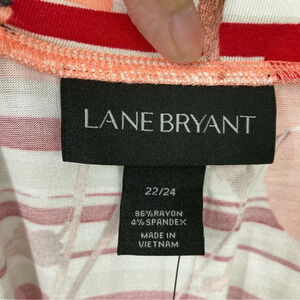 LANE BRYANT
22/24
96%RAYON
4% SPANDEX
MADE IN
VIETNAM